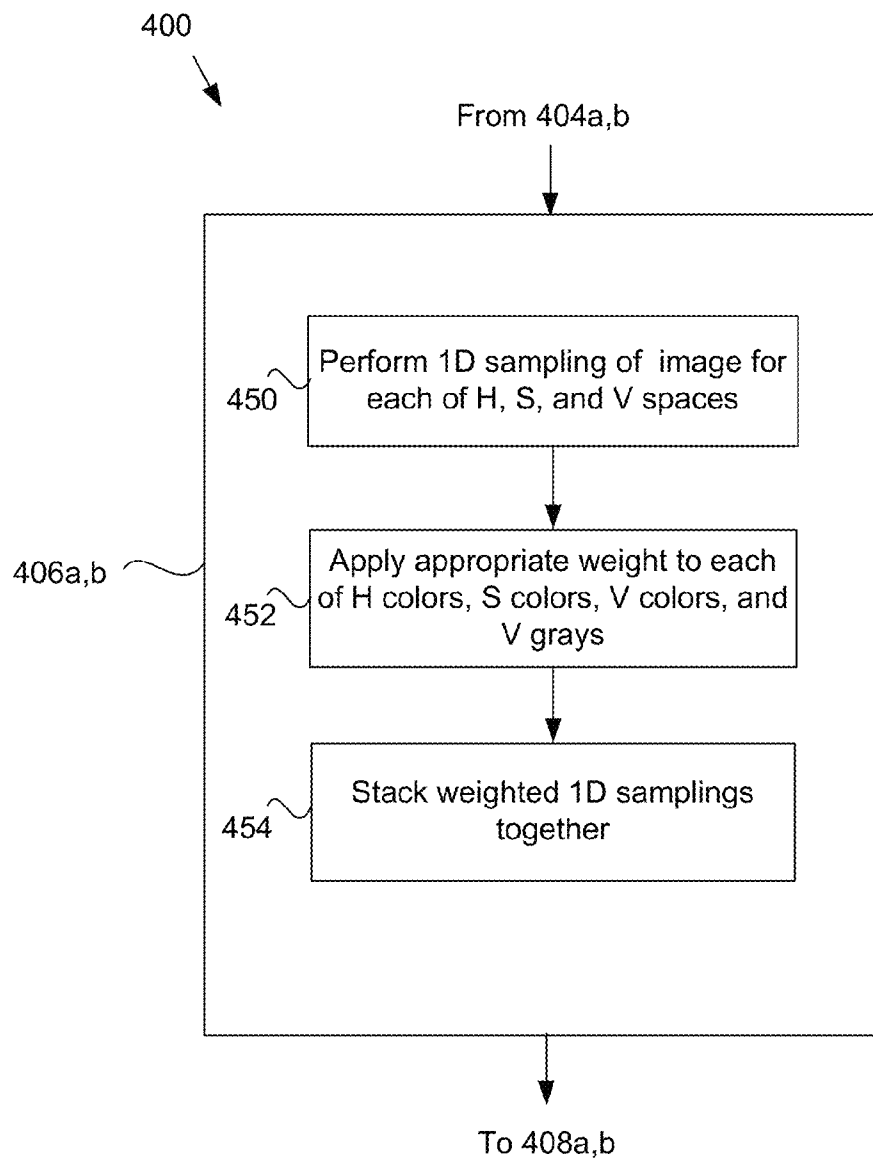 400
From 404a,b
Perform 1D sampling of image for
each of H, S, and V spaces
450
Apply appropriate weight to each
of H colors, S colors, V colors, and
V grays
452
406a,b
Stack weighted 1D samplings
together
454
To 408a,b